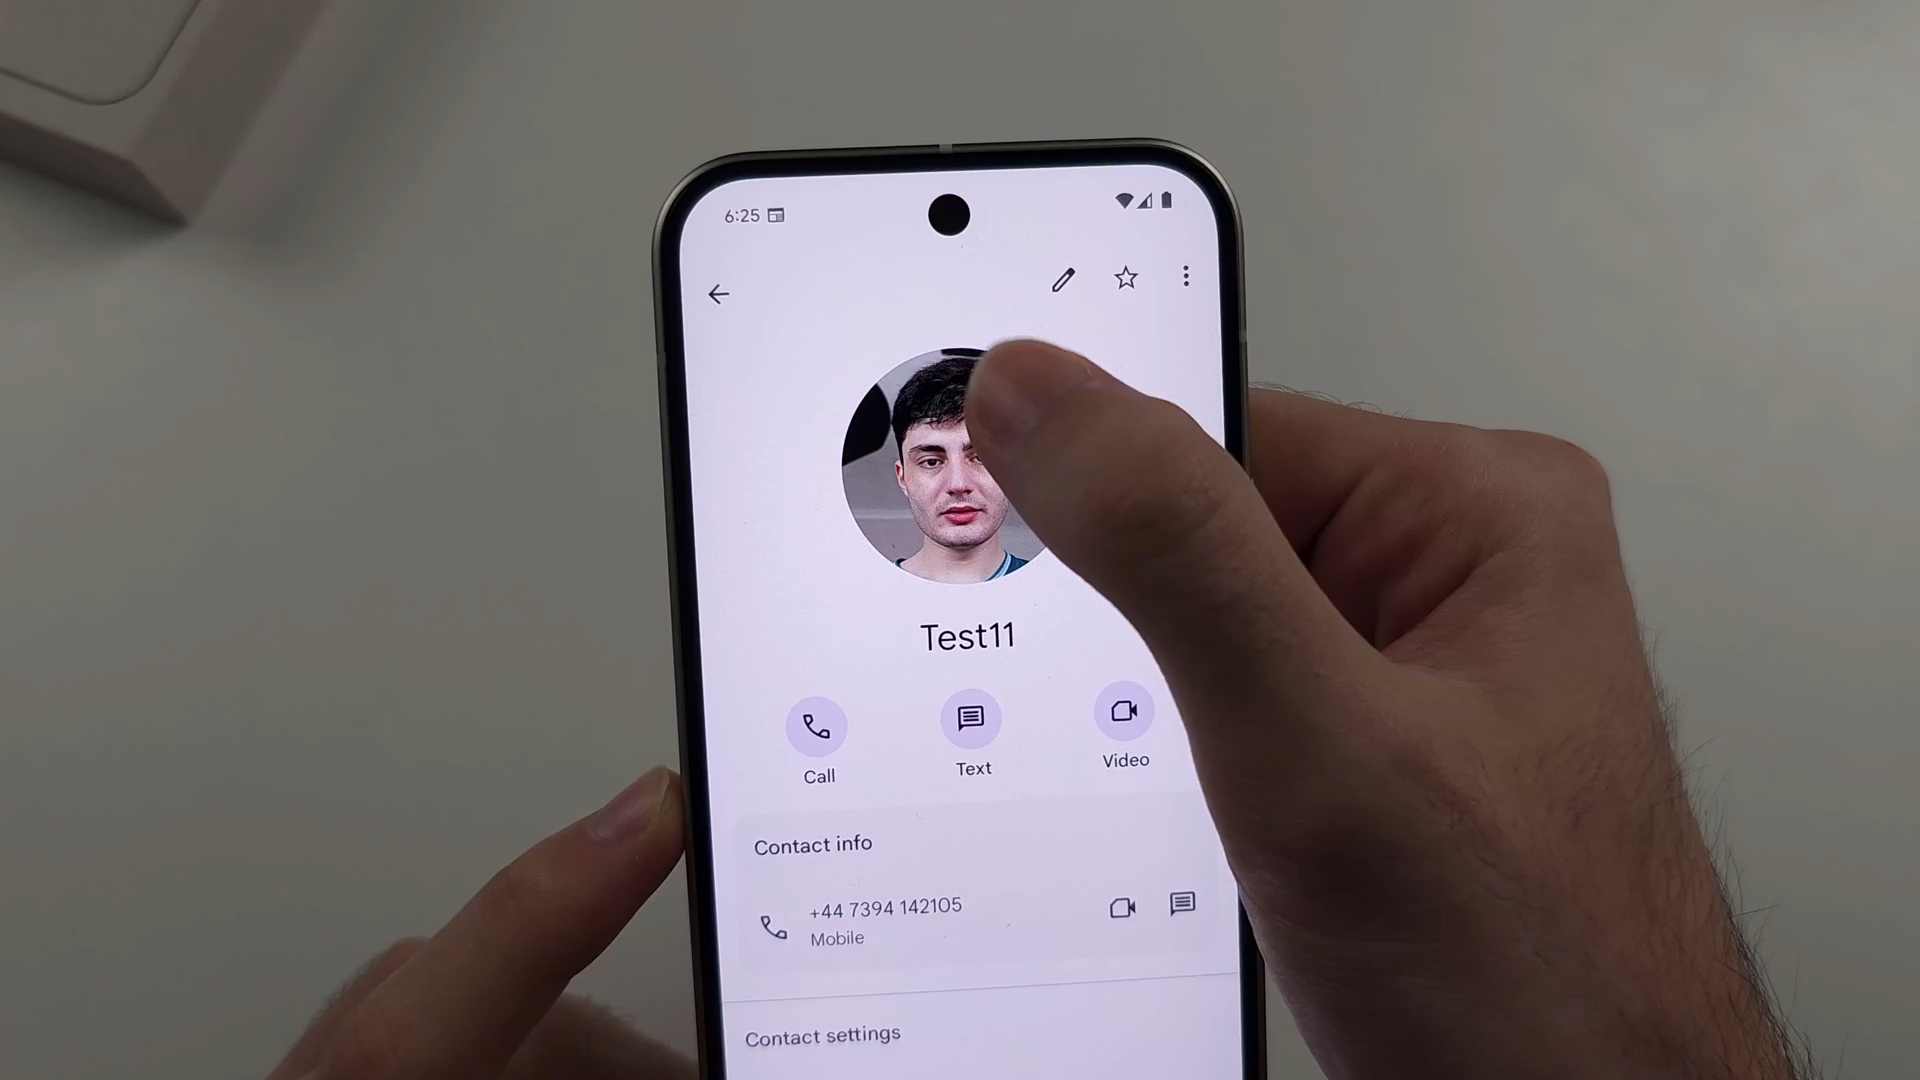 6:25
Test11
Call
Text
Video
Contact info
+44 7394 142105
Mobile
Contact settings